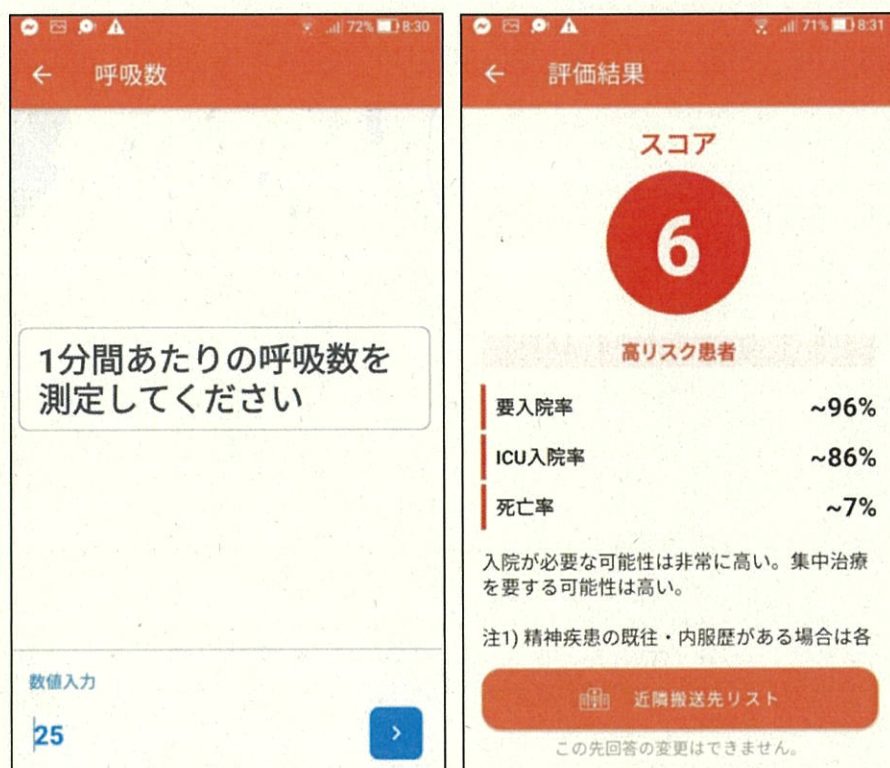 72% 8:30
呼吸数
1分間あたりの呼吸数を
測定してください
数値入力
25
71% 8:31
評価結果
スコア
6
高リスク患者
要入院率 ~96%
ICU入院率 ~86%
死亡率 ~7%
入院が必要な可能性は非常に高い。集中治療
を要する可能性は高い。
注1) 精神疾患の既往・内服歴がある場合は各
近隣搬送先リスト
この先回答の変更はできません。